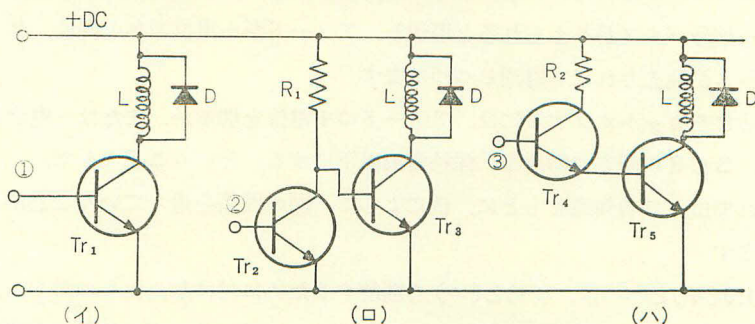 +DC
L
D
①
Tr₁
R₁
②
Tr₂
L
D
Tr₃
R₂
③
Tr₄
L
D
Tr₅
(イ)
(ロ)
(ハ)